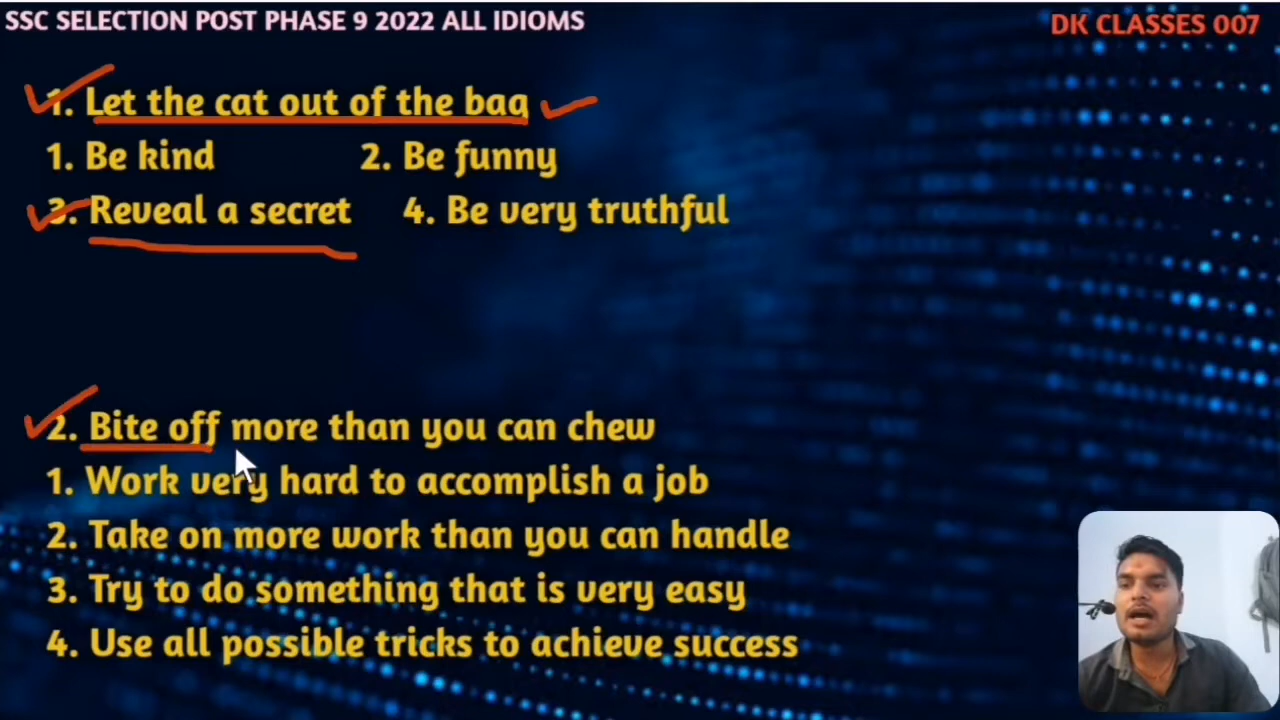 SSC SELECTION POST PHASE 9 2022 ALL IDIOMS DK CLASSES 007
1. Let the cat out of the bag
1. Be kind 2. Be funny
3. Reveal a secret 4. Be very truthful
2. Bite off more than you can chew
1. Work very hard to accomplish a job
2. Take on more work than you can handle
3. Try to do something that is very easy
4. Use all possible tricks to achieve success